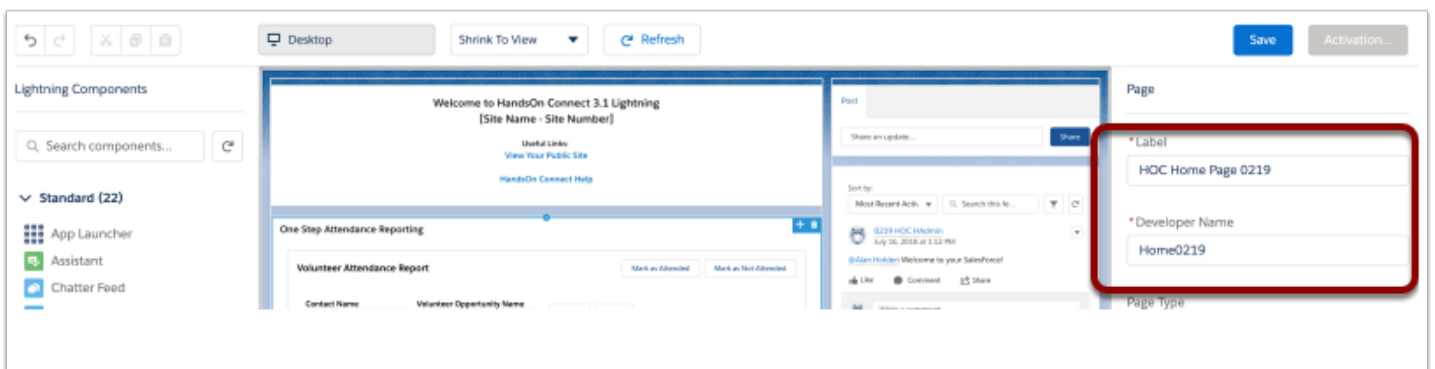 Desktop
Shrink To View
Refresh
Save
Activation...
Lightning Components
Search components...
Standard (22)
App Launcher
Assistant
Chatter Feed
Welcome to HandsOn Connect 3.1 Lightning
[Site Name - Site Number]
Useful Links:
View Your Public Site
HandsOn Connect Help
One Step Attendance Reporting
Volunteer Attendance Report
Mark as Attended
Mark as Not Attended
Contact Name
Volunteer Opportunity Name
Post
Share an update...
Share
Sort by:
Most Recent Activ
Search this fe...
0219 HOC HAdmin
July 16, 2018 at 1:12 PM
@Alan Holden Welcome to your SalesForce!
Like
Comment
Share
Write a comment
Page
*Label
HOC Home Page 0219
*Developer Name
Home0219
Page Type